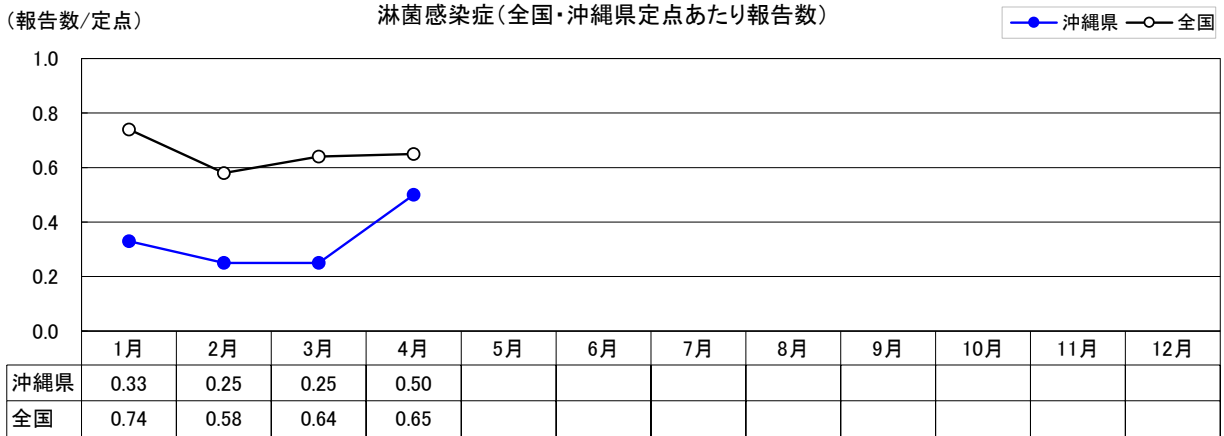 淋菌感染症(全国・沖縄県定点あたり報告数)
(報告数/定点)
沖縄県 全国
1.0
0.8
0.6
0.4
0.2
0.0
1月 2月 3月 4月 5月 6月 7月 8月 9月 10月 11月 12月
沖縄県 0.33 0.25 0.25 0.50
全国 0.74 0.58 0.64 0.65